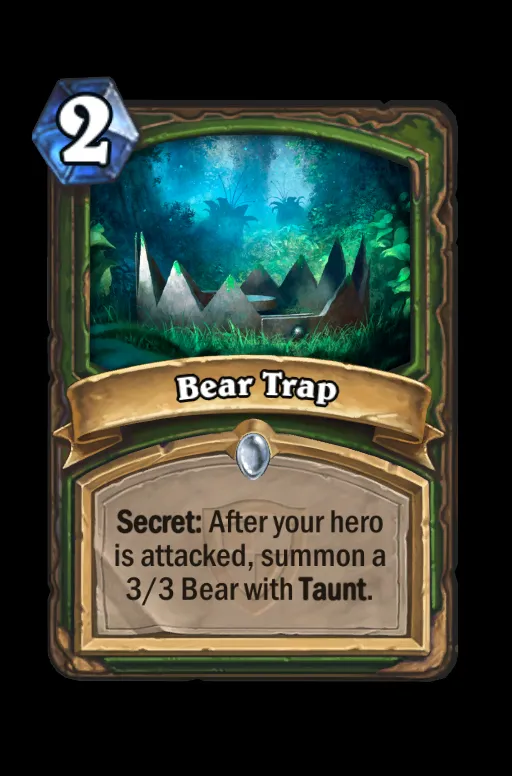 2
Bear Trap
Secret: After your hero
is attacked, summon a
3/3 Bear with Taunt.